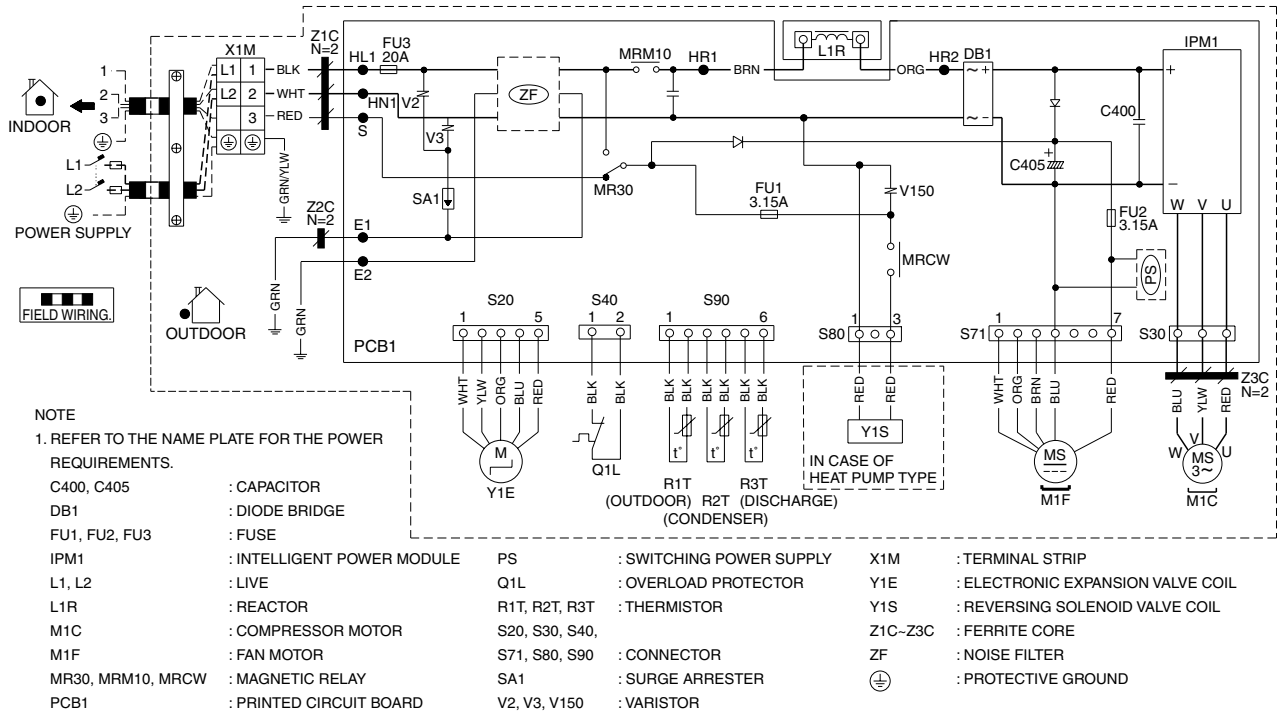 Z1C
N=2
X1M
HL1
FU3
20A
MRM10
HR1
L1R
HR2
DB1
IPM1
1
2
3
INDOOR
L1 1
L2 2
3
BLK
WHT
RED
HN1
V2
S
V3
ZF
BRN
ORG
~ +
~ −
+
−
C400
C405
+
L1
L2
POWER SUPPLY
GRN/YLW
Z2C
N=2
SA1
E1
E2
MR30
FU1
3.15A
V150
MRCW
FU2
3.15A
PS
W V U
FIELD WIRING.
OUTDOOR
GRN
GRN
PCB1
S20
1 5
S40
1 2
S90
1 6
S80
1 3
S71
1 7
S30
WHT
YLW
ORG
BLU
RED
BLK
BLK
BLK
BLK
BLK
BLK
BLK
BLK
RED
RED
WHT
ORG
BRN
BLU
RED
BLU
YLW
RED
Z3C
N=2
M
Y1E
Q1L
t°
t°
t°
R1T
R3T
(OUTDOOR) R2T (DISCHARGE)
(CONDENSER)
Y1S
IN CASE OF
HEAT PUMP TYPE
MS
M1F
W V U
MS
3~
M1C
NOTE
1. REFER TO THE NAME PLATE FOR THE POWER
REQUIREMENTS.
C400, C405 : CAPACITOR
DB1 : DIODE BRIDGE
FU1, FU2, FU3 : FUSE
IPM1 : INTELLIGENT POWER MODULE
L1, L2 : LIVE
L1R : REACTOR
M1C : COMPRESSOR MOTOR
M1F : FAN MOTOR
MR30, MRM10, MRCW : MAGNETIC RELAY
PCB1 : PRINTED CIRCUIT BOARD
PS : SWITCHING POWER SUPPLY
Q1L : OVERLOAD PROTECTOR
R1T, R2T, R3T : THERMISTOR
S20, S30, S40,
S71, S80, S90 : CONNECTOR
SA1 : SURGE ARRESTER
V2, V3, V150 : VARISTOR
X1M : TERMINAL STRIP
Y1E : ELECTRONIC EXPANSION VALVE COIL
Y1S : REVERSING SOLENOID VALVE COIL
Z1C~Z3C : FERRITE CORE
ZF : NOISE FILTER
: PROTECTIVE GROUND